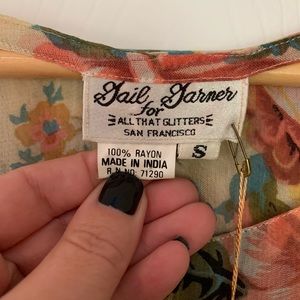 Gail Garner
for
ALL THAT GLITTERS
SAN FRANCISCO
S
100% RAYON
MADE IN INDIA
R.N. NO: 71290